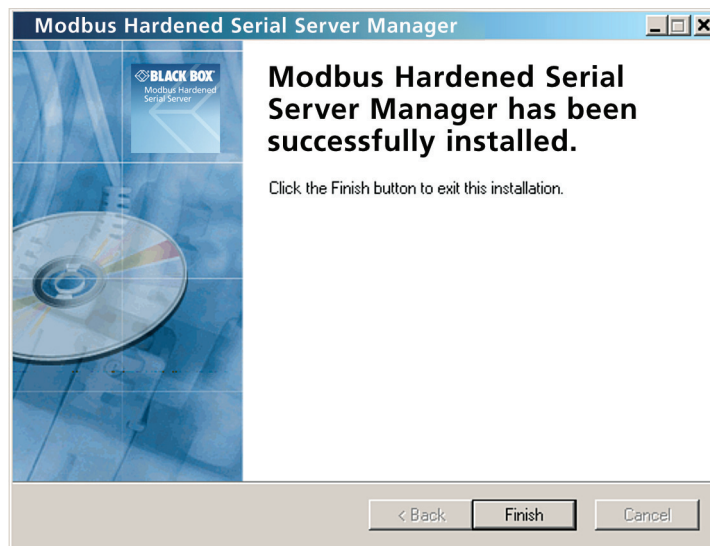 Modbus Hardened Serial Server Manager
BLACK BOX
Modbus Hardened
Serial Server
Modbus Hardened Serial
Server Manager has been
successfully installed.
Click the Finish button to exit this installation.
< Back
Finish
Cancel